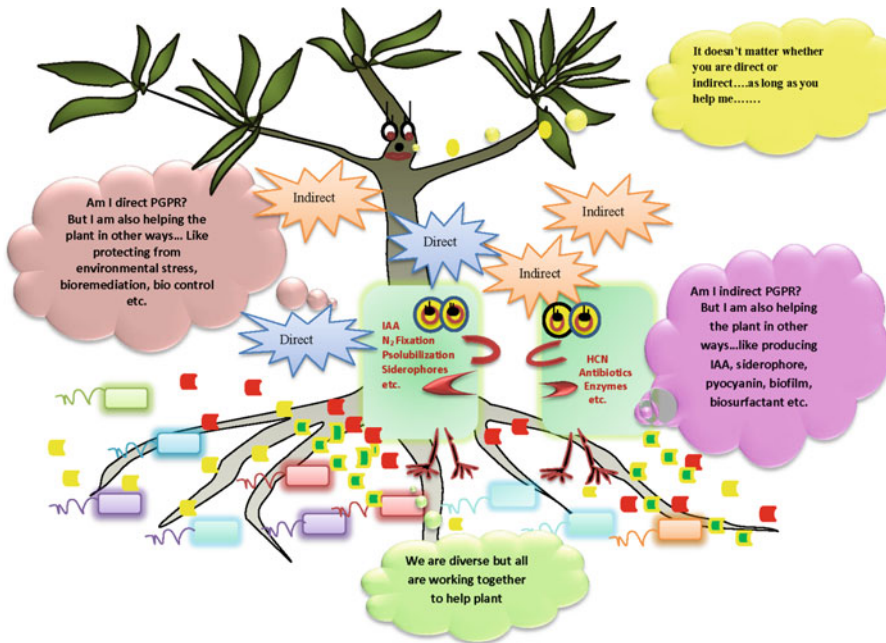 It doesn't matter whether
you are direct or
indirect....as long as you
help me.......
Am I direct PGPR?
But I am also helping the
plant in other ways... Like
protecting from
environmental stress,
bioremediation, bio control
etc.
Indirect
Indirect
Direct
Indirect
Direct
IAA
N₂ Fixation
Psolubilization
Siderophores
etc.
HCN
Antibiotics
Enzymes
etc.
Am I indirect PGPR?
But I am also helping
the plant in other
ways...like producing
IAA, siderophore,
pyocyanin, biofilm,
biosurfactant etc.
We are diverse but all
are working together
to help plant